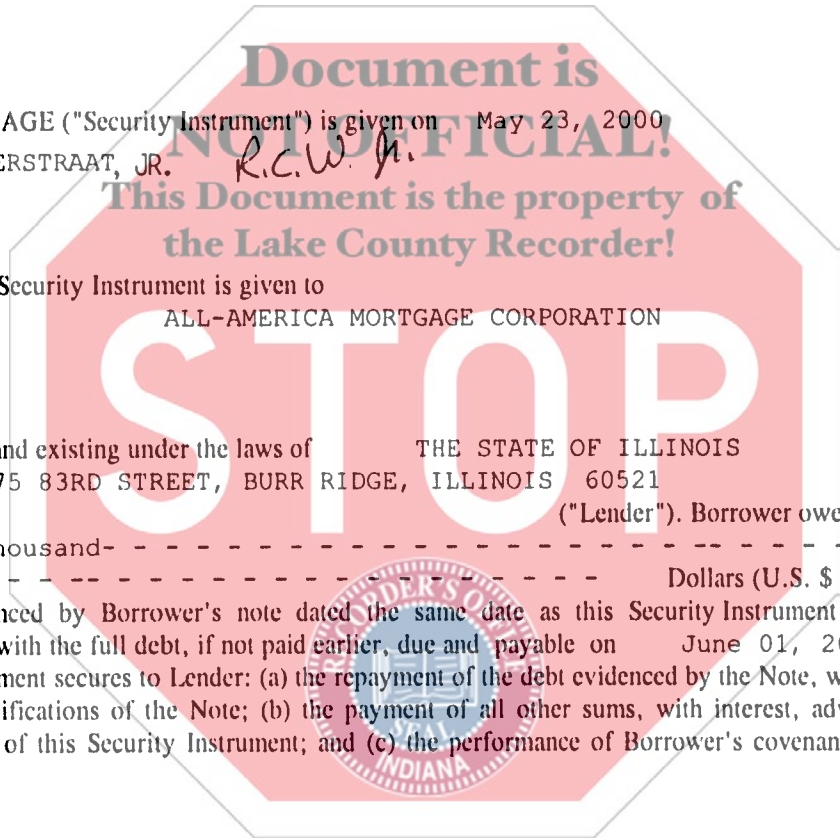 Document is
AGE ("Security Instrument") is given on May 23, 2000
NOT OFFICIAL!
ERSTRAAT, JR. R.C.W. Jr.
This Document is the property of
the Lake County Recorder!
Security Instrument is given to
ALL-AMERICA MORTGAGE CORPORATION
STOP
and existing under the laws of THE STATE OF ILLINOIS
75 83RD STREET, BURR RIDGE, ILLINOIS 60521
("Lender"). Borrower owe
housand- - - - - - - - - - - - - - - - - - - - - - - - - - - - - - - - - - - -
- - -- - - - - - - - - - - - - - - - - - - - - - - - - - Dollars (U.S. $
nced by Borrower's note dated the same date as this Security Instrument
with the full debt, if not paid earlier, due and payable on June 01, 20
ment secures to Lender: (a) the repayment of the debt evidenced by the Note, w
ifications of the Note; (b) the payment of all other sums, with interest, adv
of this Security Instrument; and (c) the performance of Borrower's covenan
RECORDER'S OFFICE
SEAL
INDIANA